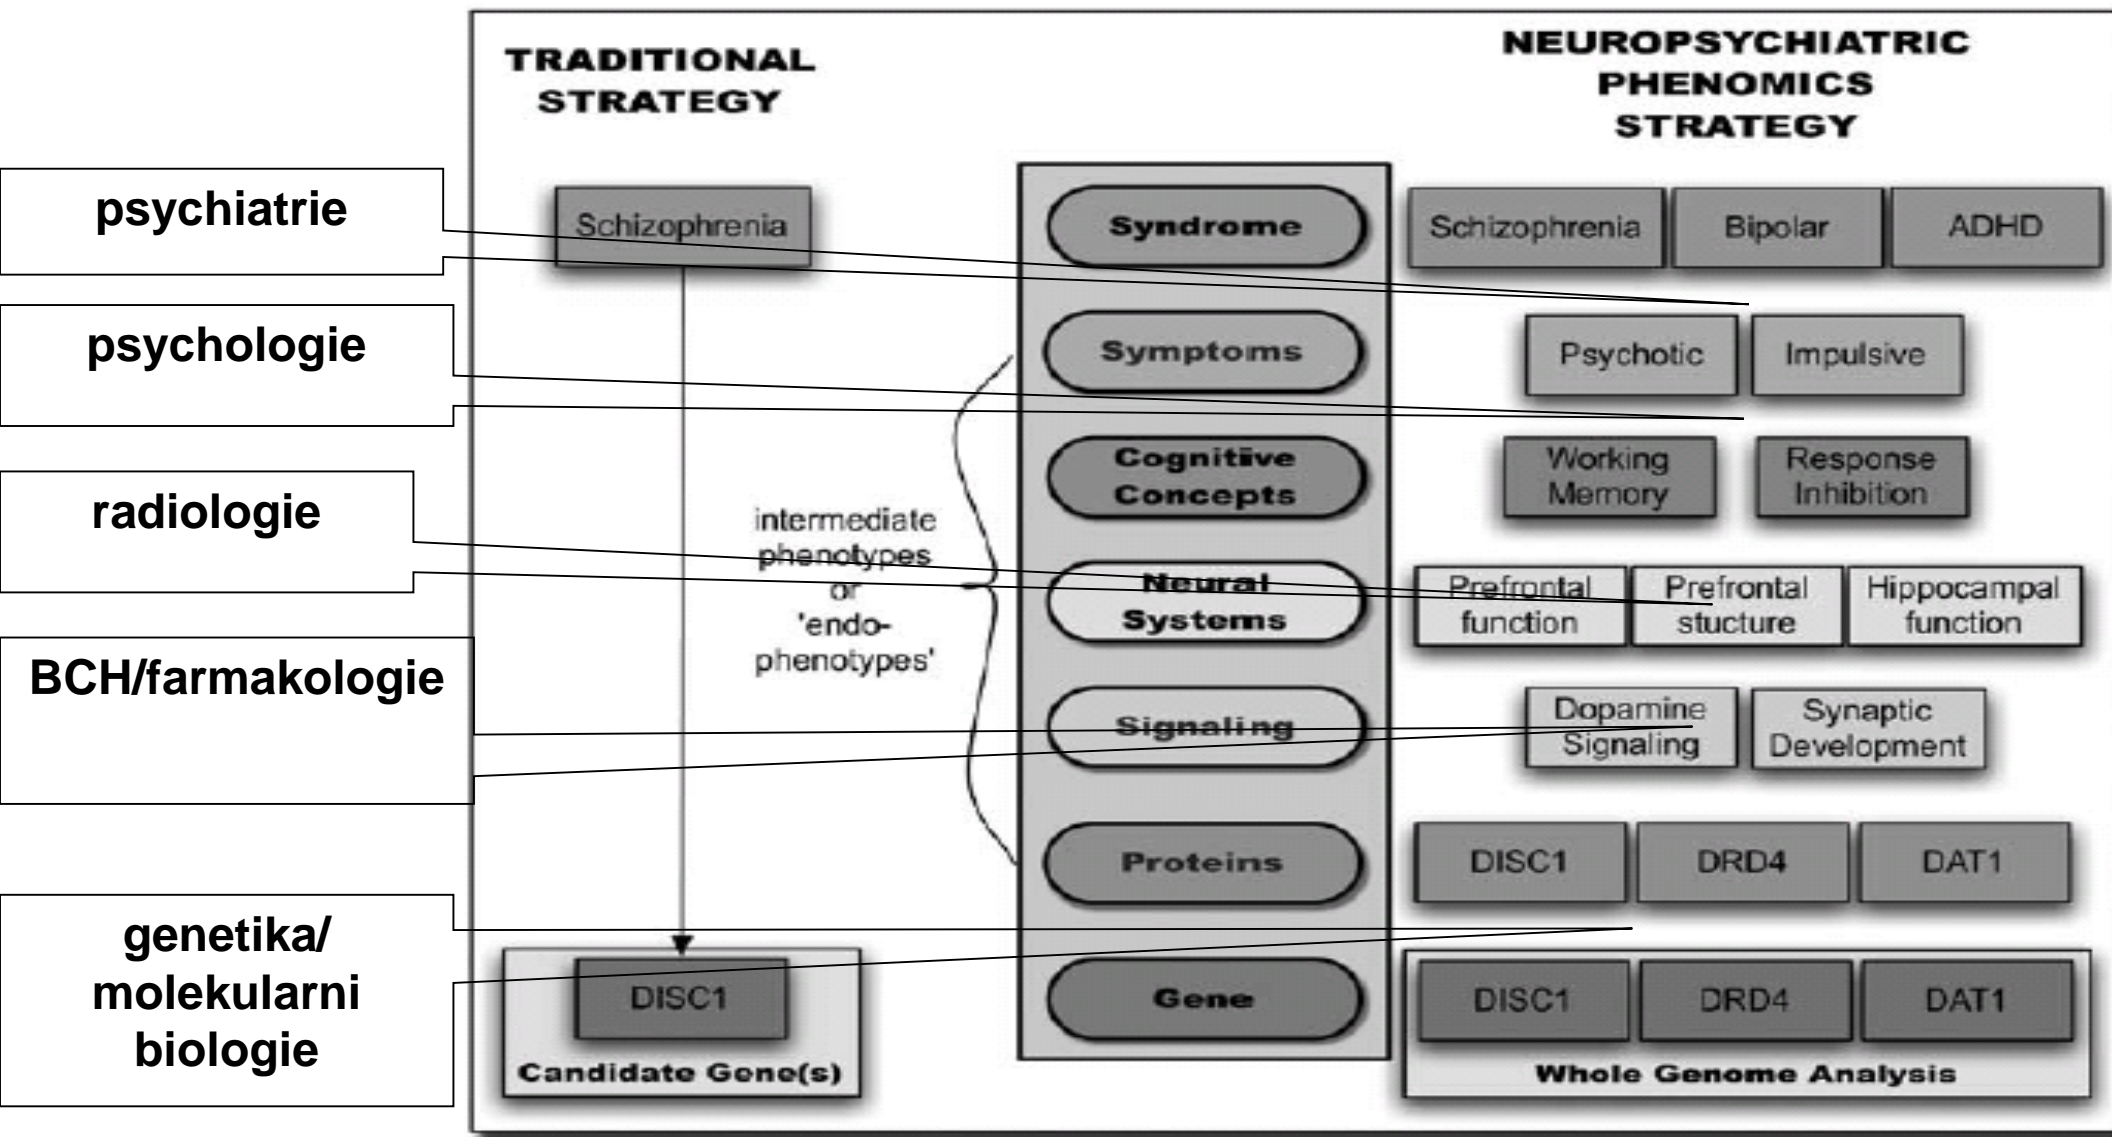 TRADITIONAL
STRATEGY
NEUROPSYCHIATRIC
PHENOMICS
STRATEGY
psychiatrie
psychologie
radiologie
BCH/farmakologie
genetika/
molekularni
biologie
Schizophrenia
intermediate
phenotypes
or
'endo-
phenotypes'
DISC1
Candidate Gene(s)
Syndrome
Symptoms
Cognitive
Concepts
Neural
Systems
Signaling
Proteins
Gene
Schizophrenia
Bipolar
ADHD
Psychotic
Impulsive
Working
Memory
Response
Inhibition
Prefrontal
function
Prefrontal
stucture
Hippocampal
function
Dopamine
Signaling
Synaptic
Development
DISC1
DRD4
DAT1
DISC1
DRD4
DAT1
Whole Genome Analysis